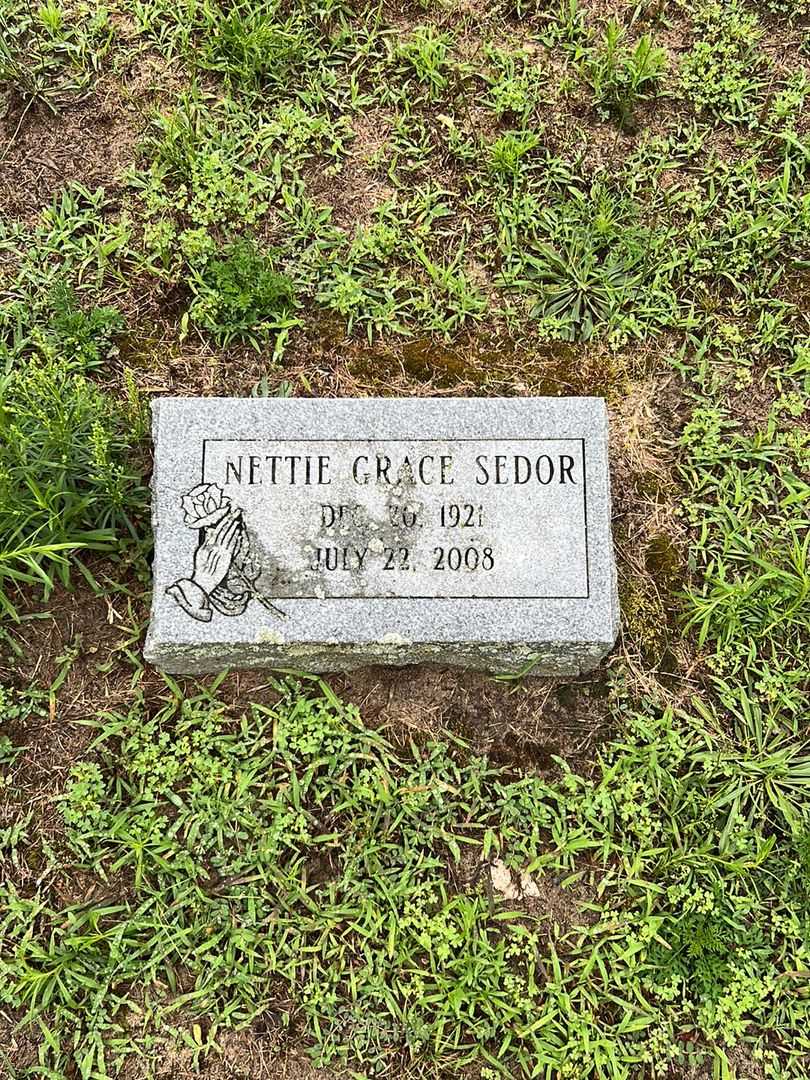 NETTIE GRACE SEDOR
DEC. 20, 1921
JULY 22, 2008